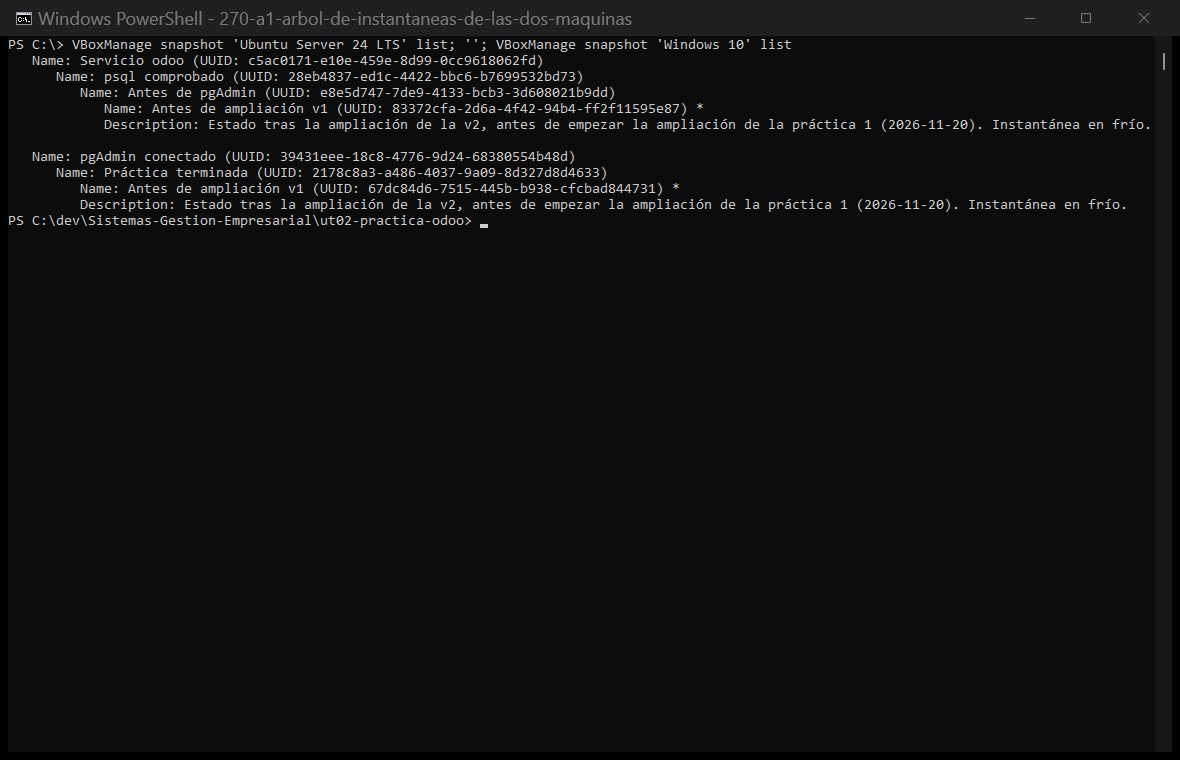 Windows PowerShell - 270-a1-arbol-de-instantaneas-de-las-dos-maquinas
PS C:\> VBoxManage snapshot 'Ubuntu Server 24 LTS' list; ''; VBoxManage snapshot 'Windows 10' list
Name: Servicio odoo (UUID: c5ac0171-e10e-459e-8d99-0cc9618062fd)
Name: psql comprobado (UUID: 28eb4837-ed1c-4422-bbc6-b7699532bd73)
Name: Antes de pgAdmin (UUID: e8e5d747-7de9-4133-bcb3-3d608021b9dd)
Name: Antes de ampliación v1 (UUID: 83372cfa-2d6a-4f42-94b4-ff2f11595e87) *
Description: Estado tras la ampliación de la v2, antes de empezar la ampliación de la práctica 1 (2026-11-20). Instantánea en frío.
Name: pgAdmin conectado (UUID: 39431eee-18c8-4776-9d24-68380554b48d)
Name: Práctica terminada (UUID: 2178c8a3-a486-4037-9a09-8d327d8d4633)
Name: Antes de ampliación v1 (UUID: 67dc84d6-7515-445b-b938-cfcbad844731) *
Description: Estado tras la ampliación de la v2, antes de empezar la ampliación de la práctica 1 (2026-11-20). Instantánea en frío.
PS C:\dev\Sistemas-Gestion-Empresarial\ut02-practica-odoo>